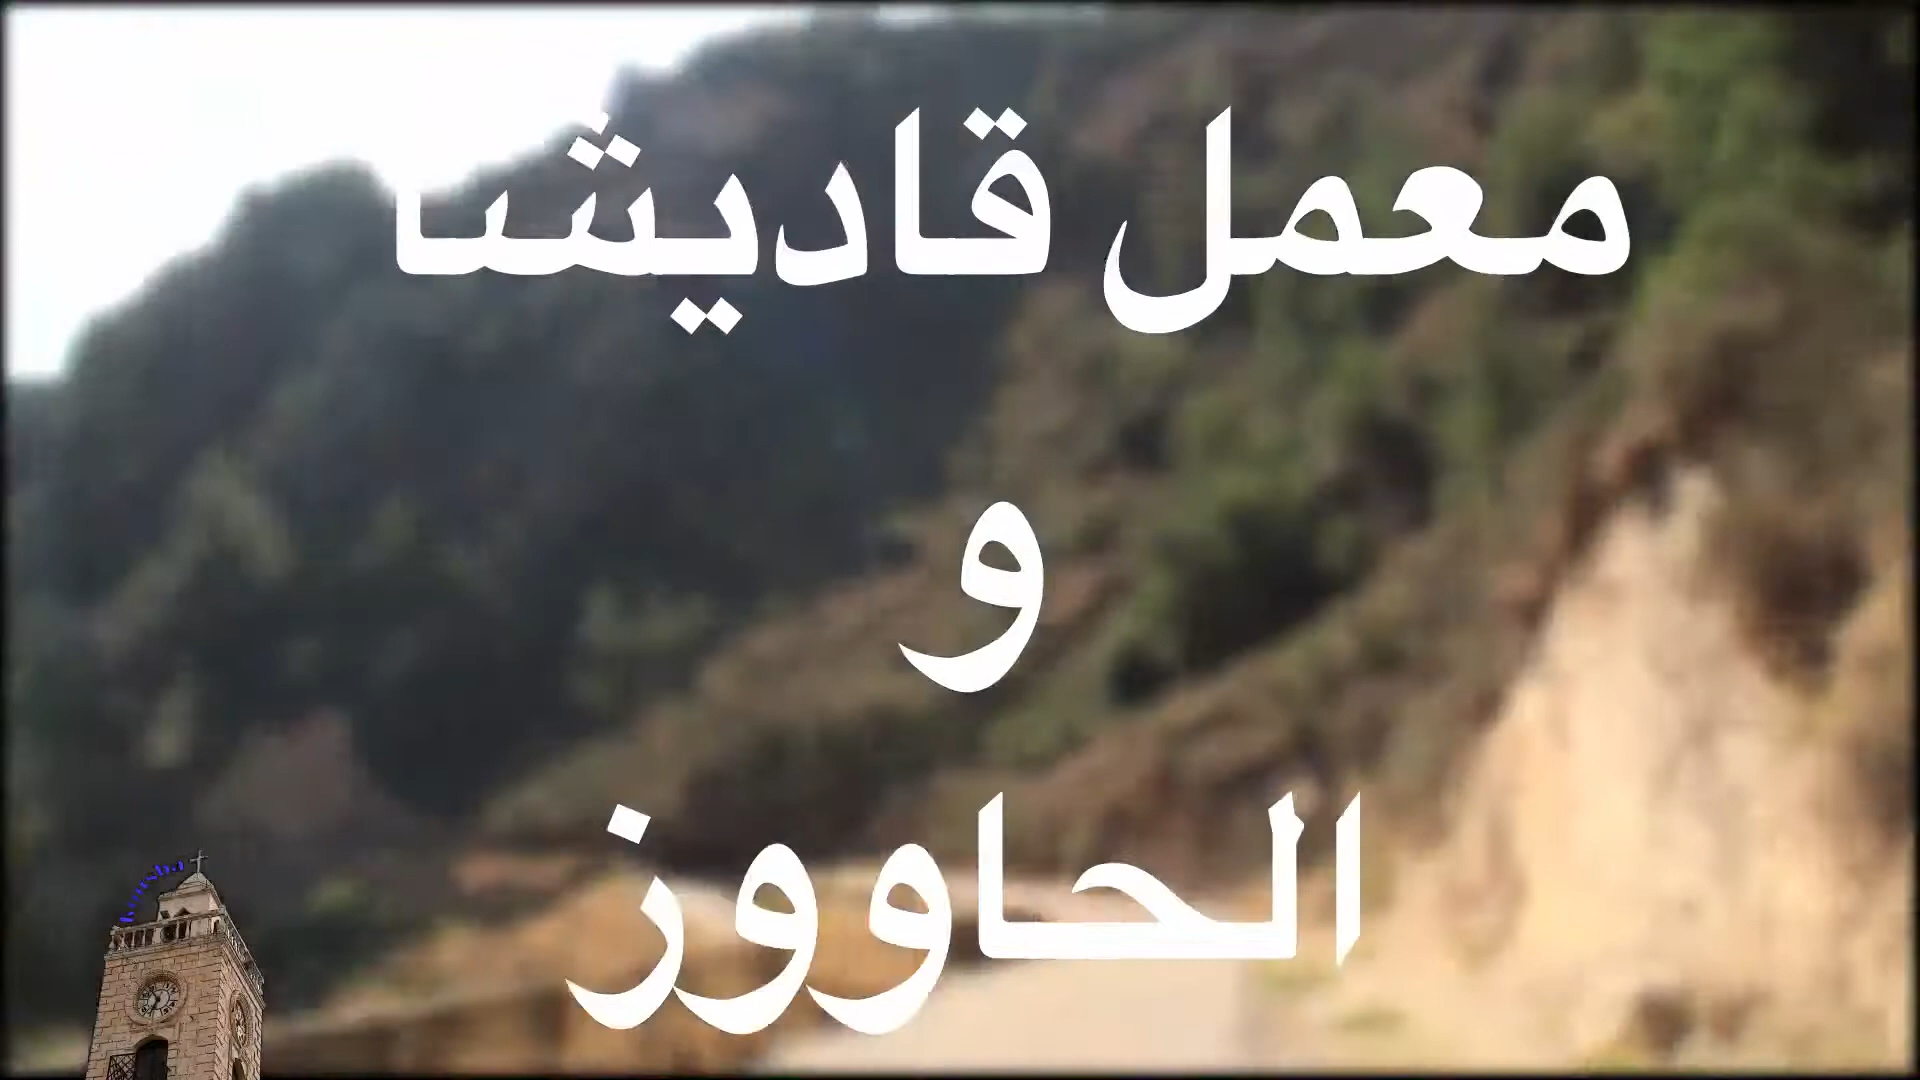 معمل قاديشا
و
الحاووز